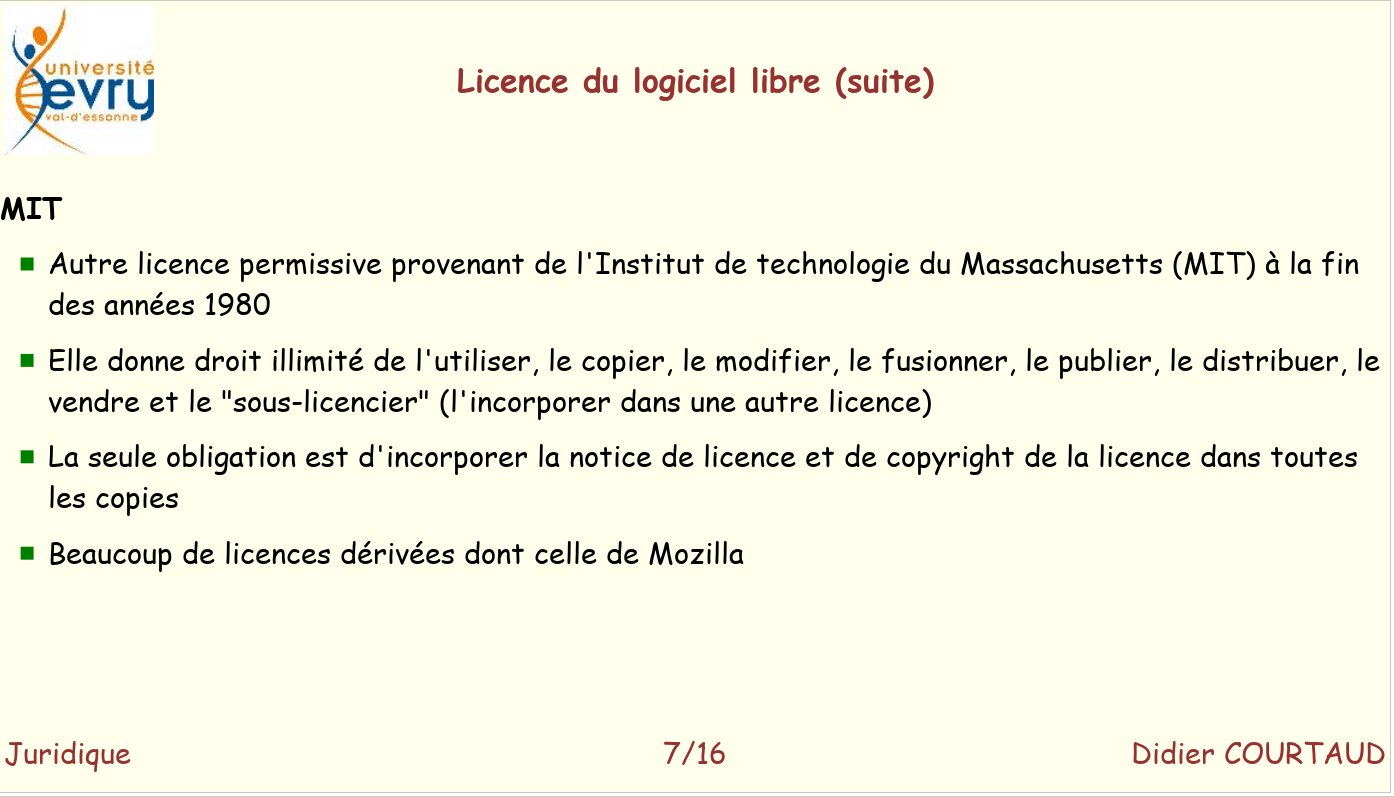 université
evry
val-d'essonne
Licence du logiciel libre (suite)
MIT
Autre licence permissive provenant de l'Institut de technologie du Massachusetts (MIT) à la fin
des années 1980
Elle donne droit illimité de l'utiliser, le copier, le modifier, le fusionner, le publier, le distribuer, le
vendre et le "sous-licencier" (l'incorporer dans une autre licence)
La seule obligation est d'incorporer la notice de licence et de copyright de la licence dans toutes
les copies
Beaucoup de licences dérivées dont celle de Mozilla
Juridique
7/16
Didier COURTAUD